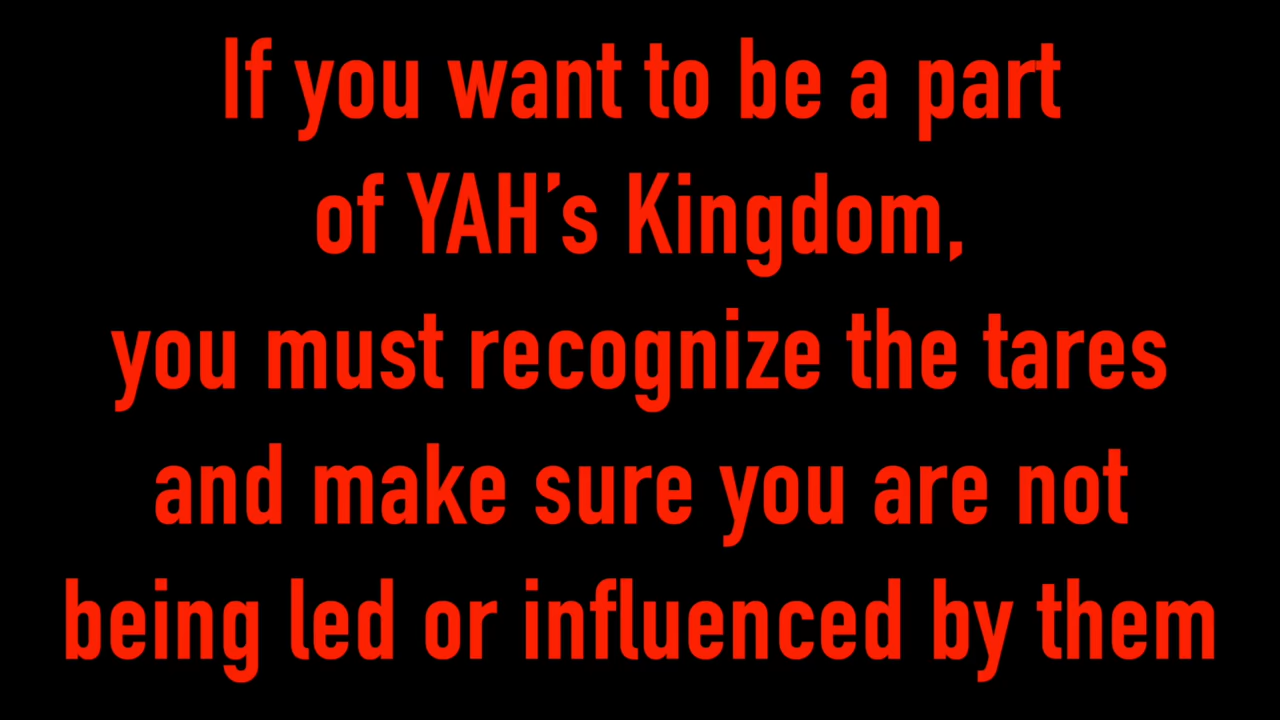 If you want to be a part
of YAH’s Kingdom,
you must recognize the tares
and make sure you are not
being led or influenced by them